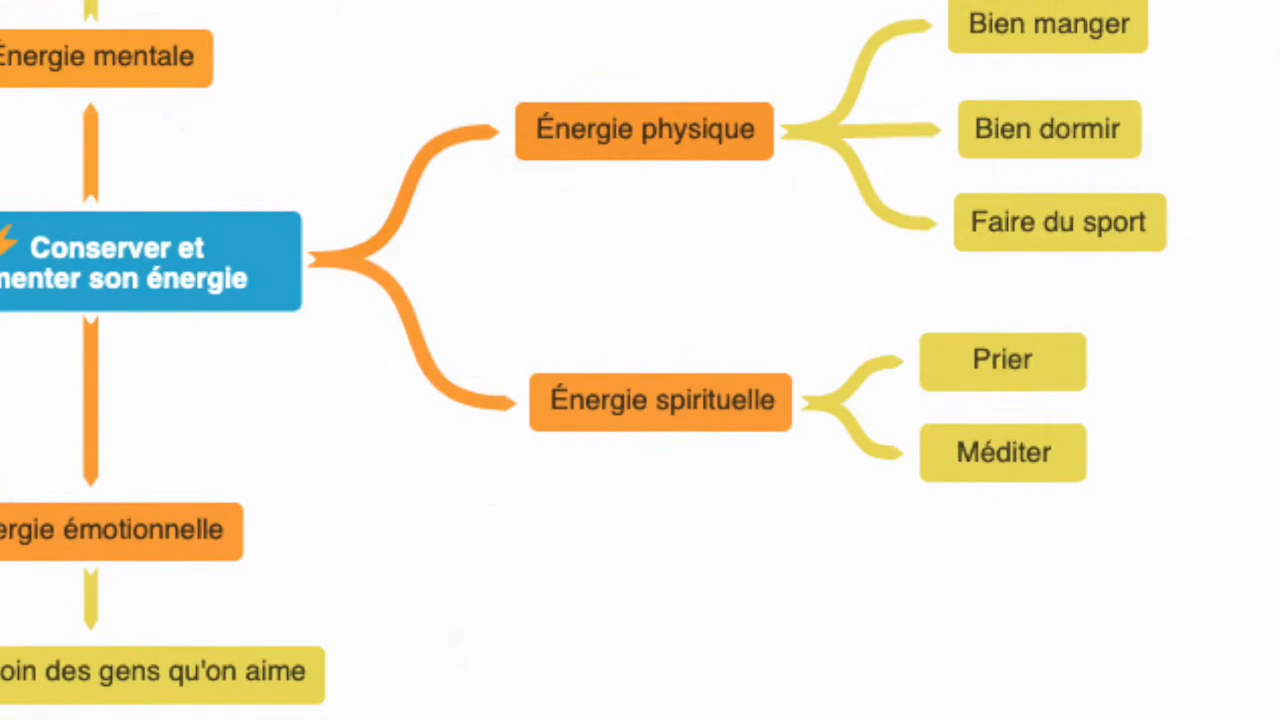 Bien manger
Énergie mentale
Énergie physique
Bien dormir
Faire du sport
Conserver et
son énergie
Prier
Énergie spirituelle
Méditer
émotionnelle
des gens qu'on aime